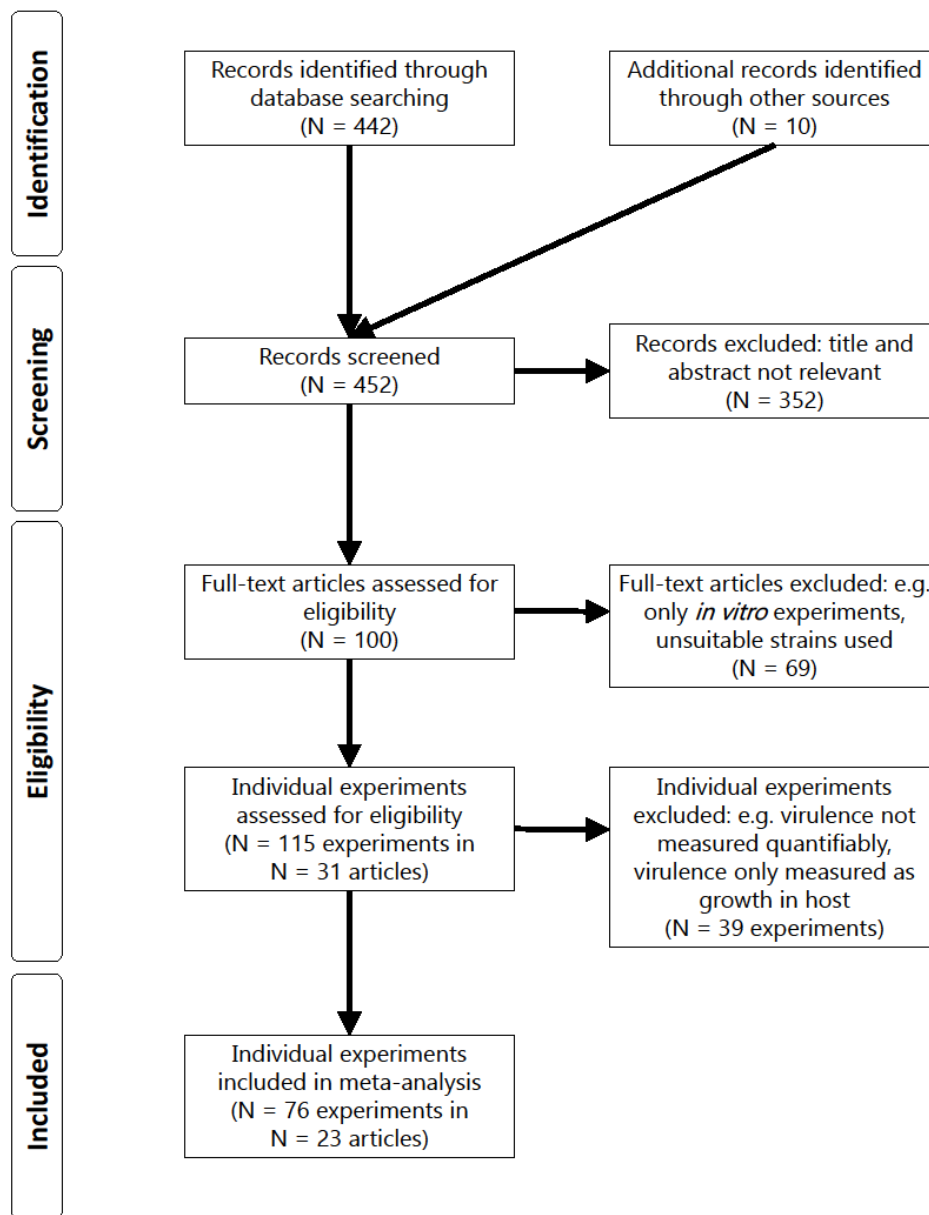 Identification
Records identified through
database searching
(N = 442)
Additional records identified
through other sources
(N = 10)
Screening
Records screened
(N = 452)
Records excluded: title and
abstract not relevant
(N = 352)
Eligibility
Full-text articles assessed for
eligibility
(N = 100)
Full-text articles excluded: e.g.
only in vitro experiments,
unsuitable strains used
(N = 69)
Individual experiments
assessed for eligibility
(N = 115 experiments in
N = 31 articles)
Individual experiments
excluded: e.g. virulence not
measured quantifiably,
virulence only measured as
growth in host
(N = 39 experiments)
Included
Individual experiments
included in meta-analysis
(N = 76 experiments in
N = 23 articles)